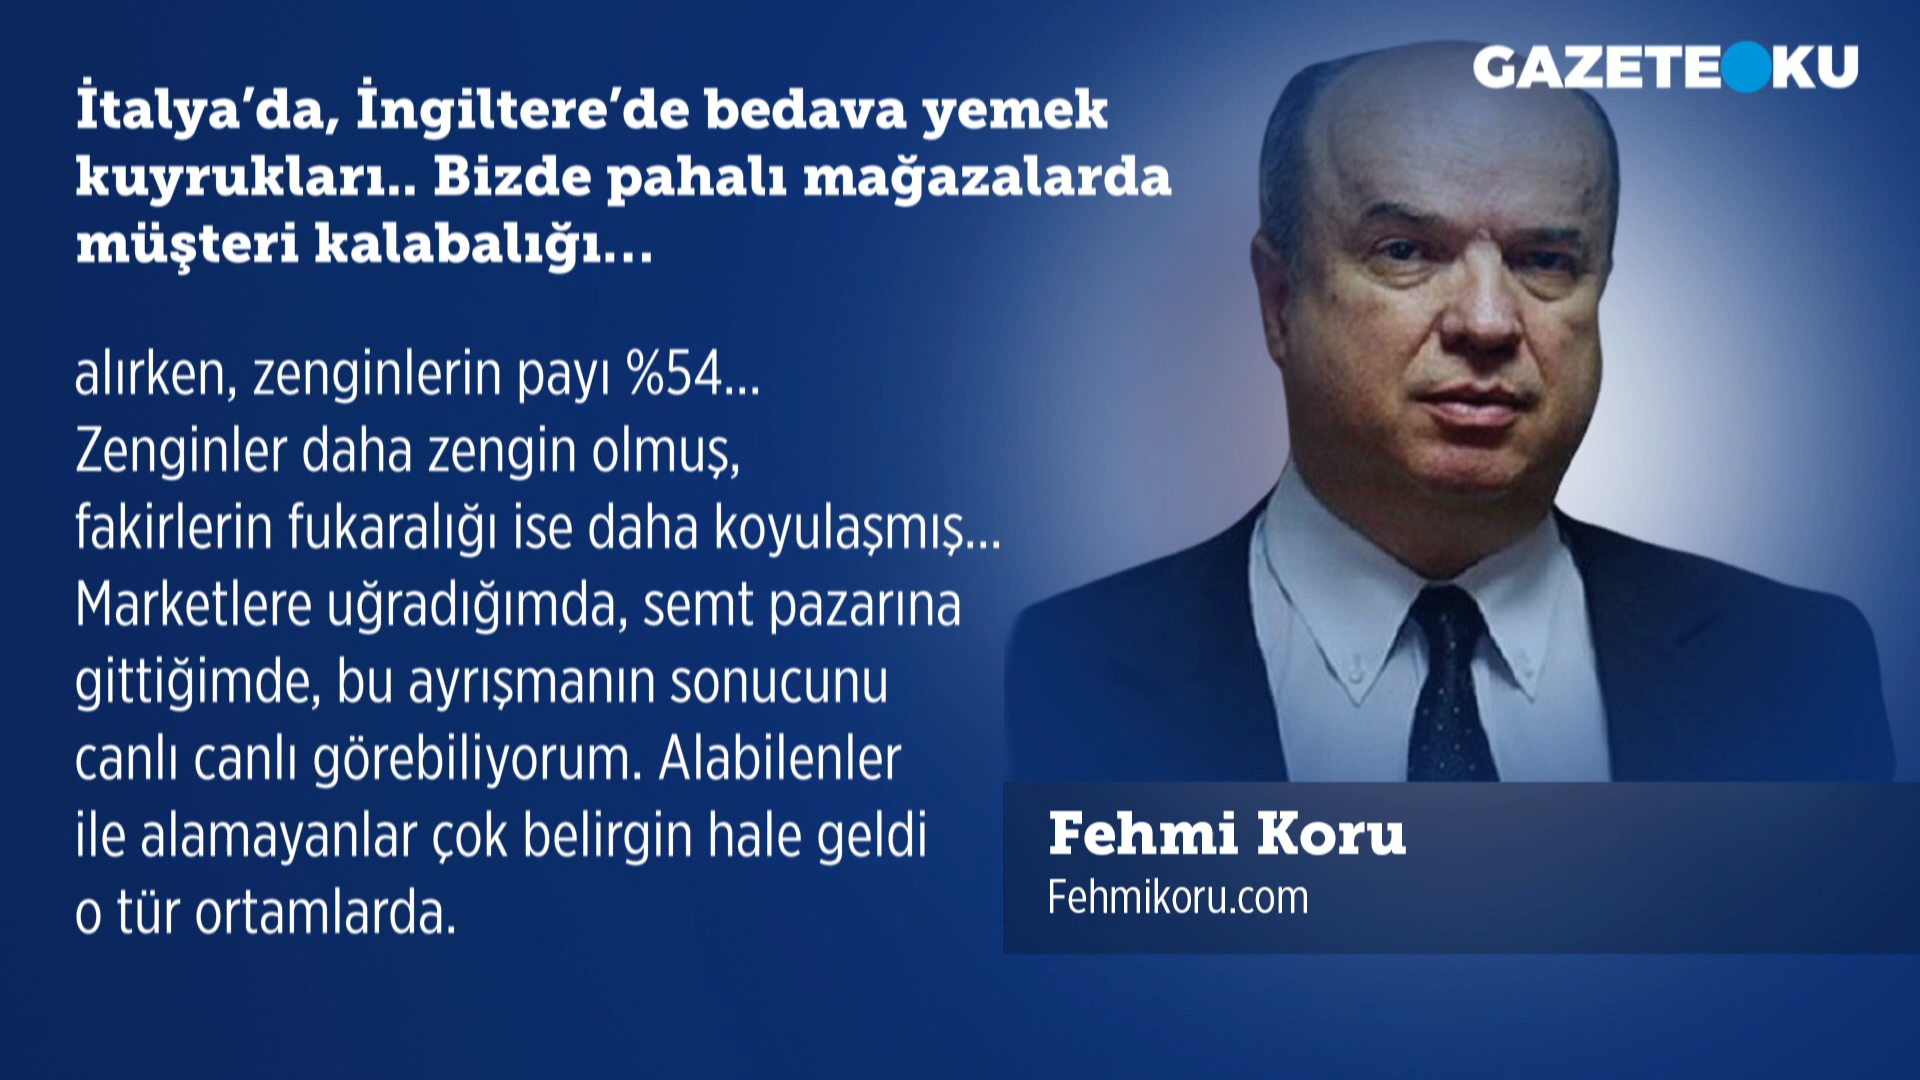 GAZETE OKU
İtalya’da, İngiltere’de bedava yemek
kuyrukları.. Bizde pahalı mağazalarda
müşteri kalabalığı...
alırken, zenginlerin payı %54...
Zenginler daha zengin olmuş,
fakirlerin fukaralığı ise daha koyulaşmış...
Marketlere uğradığımda, semt pazarına
gittiğimde, bu ayrışmanın sonucunu
canlı canlı görebiliyorum. Alabilenler
ile alamayanlar çok belirgin hale geldi
o tür ortamlarda.
Fehmi Koru
Fehmikoru.com